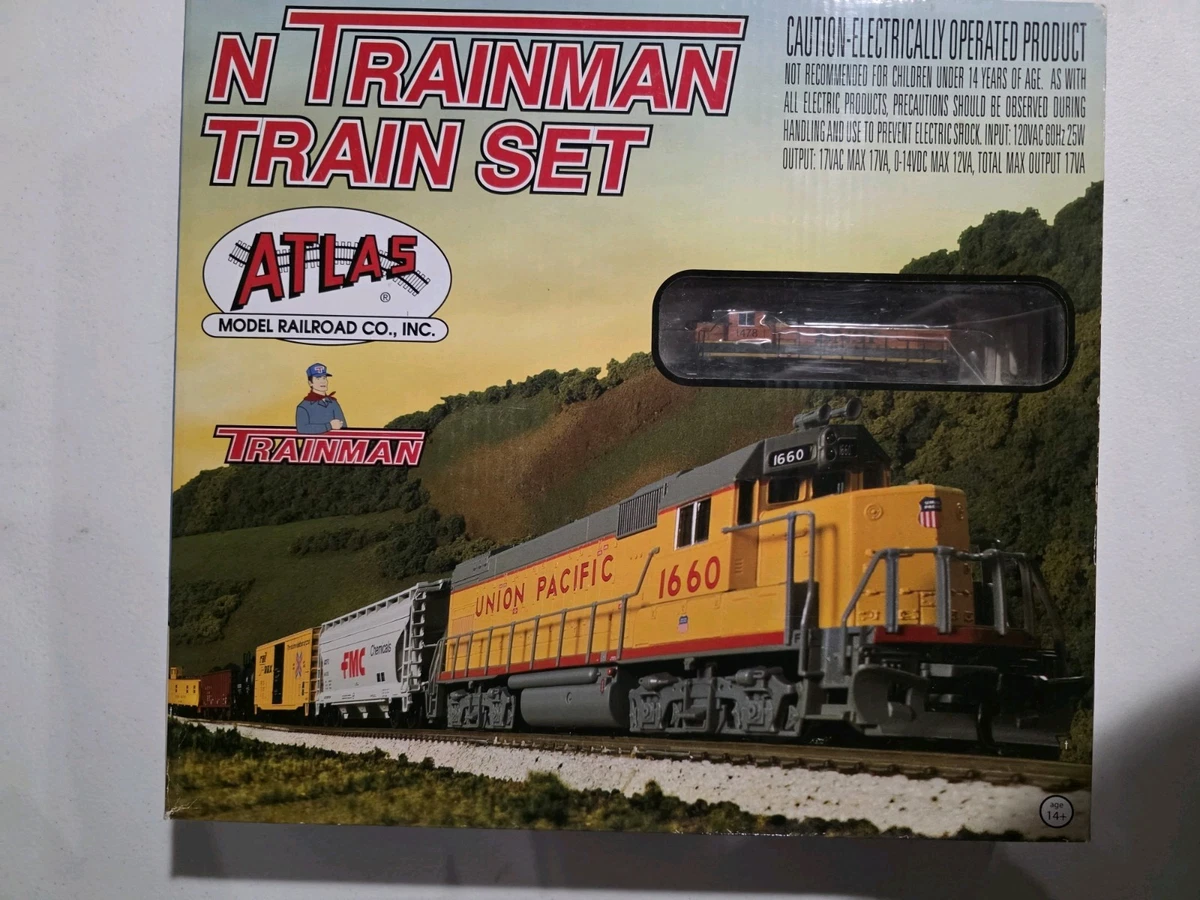 N TRAINMAN
TRAIN SET
CAUTION-ELECTRICALLY OPERATED PRODUCT
NOT RECOMMENDED FOR CHILDREN UNDER 14 YEARS OF AGE. AS WITH
ALL ELECTRIC PRODUCTS, PRECAUTIONS SHOULD BE OBSERVED DURING
HANDLING AND USE TO PREVENT ELECTRIC SHOCK. INPUT: 120VAC 60Hz 25W
OUTPUT: 17VAC MAX 17VA, 0-14VDC MAX 12VA, TOTAL MAX OUTPUT 17VA
ATLAS
®
MODEL RAILROAD CO., INC.
TRAINMAN
1478
1660
UNION PACIFIC
1660
FMC
Chemicals
age
14+